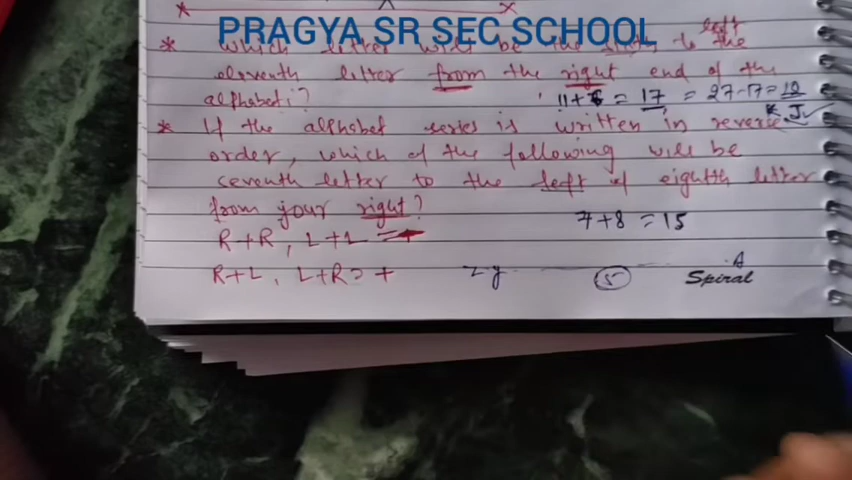 PRAGYA SR SEC SCHOOL
* Which letter will be the to the left
eleventh letter from the right end of the
alphabet? 11+6 = 17 = 27-17=10
J ✓
* If the alphabet series is written in reverse
order, which of the following will be
seventh letter to the left of eighth letter
from your right? 7+8 =15
R+R, L+L ⇒ -
R+L, L+R ⇒ + Z y 5 A
Spiral